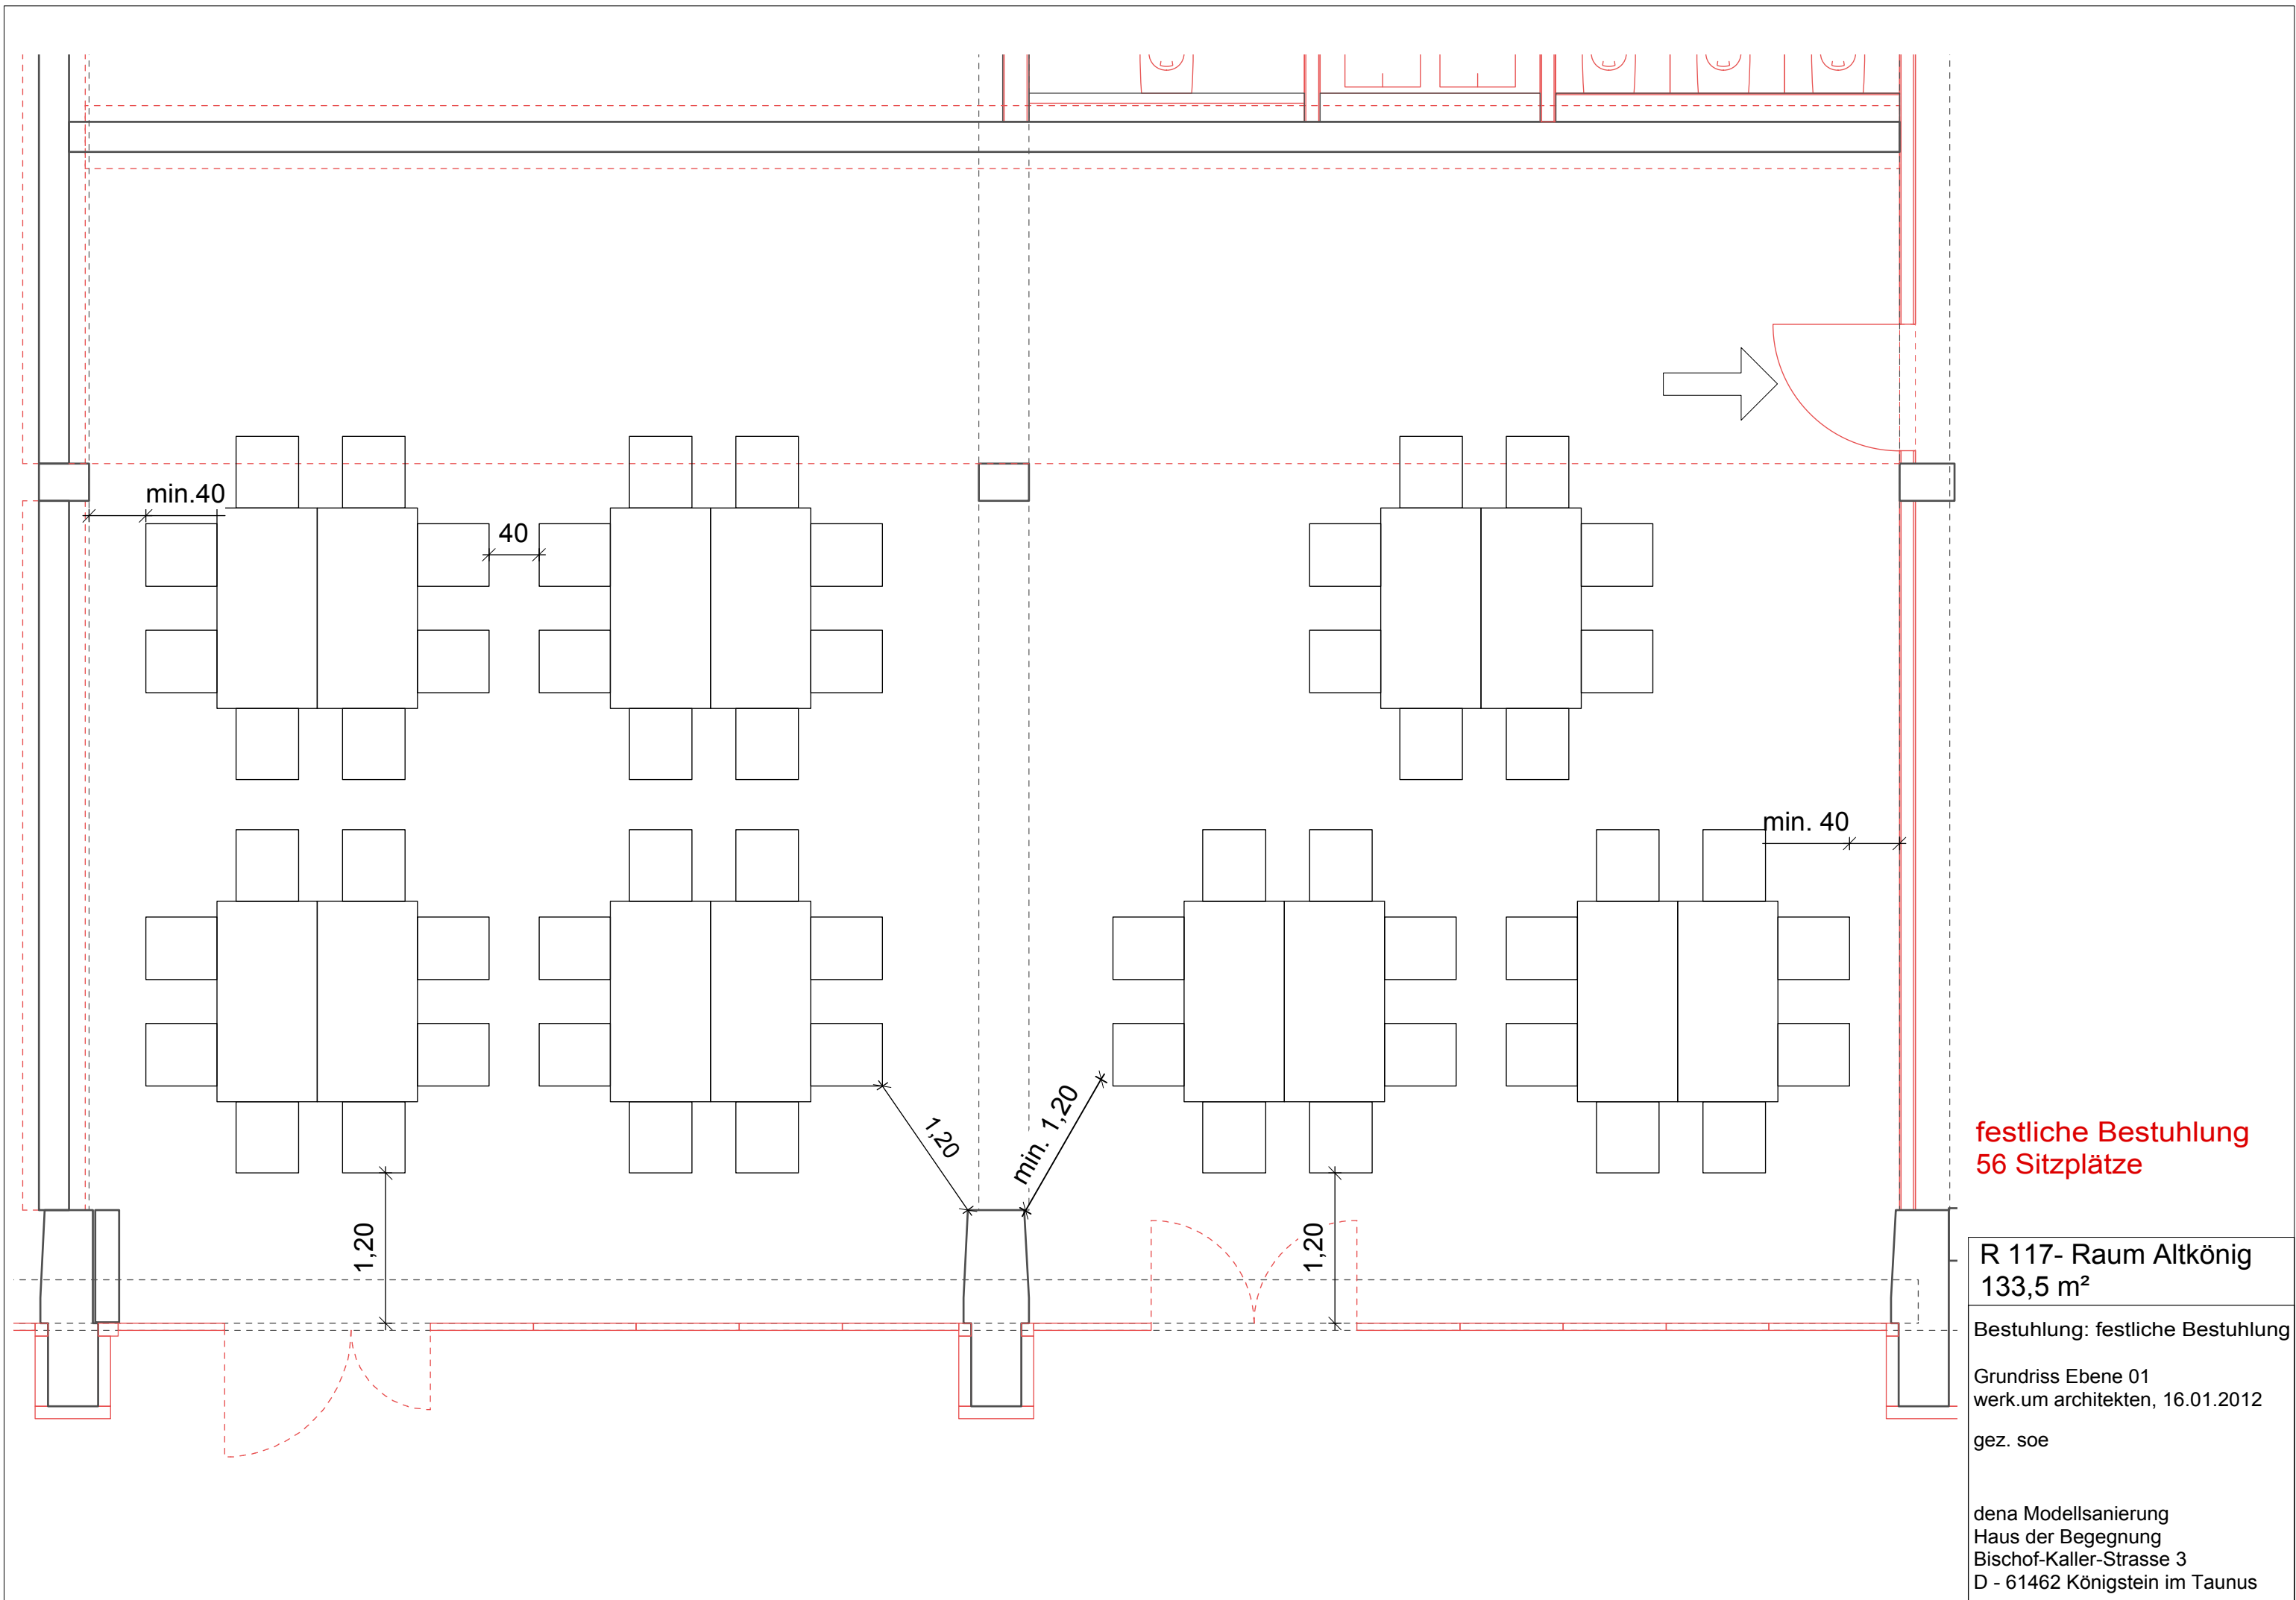 min.40
40
min. 40
1,20
min. 1,20
1,20
1,20
festliche Bestuhlung
56 Sitzplätze
R 117- Raum Altkönig
133,5 m²
Bestuhlung: festliche Bestuhlung
Grundriss Ebene 01
werk.um architekten, 16.01.2012
gez. soe
dena Modellsanierung
Haus der Begegnung
Bischof-Kaller-Strasse 3
D - 61462 Königstein im Taunus